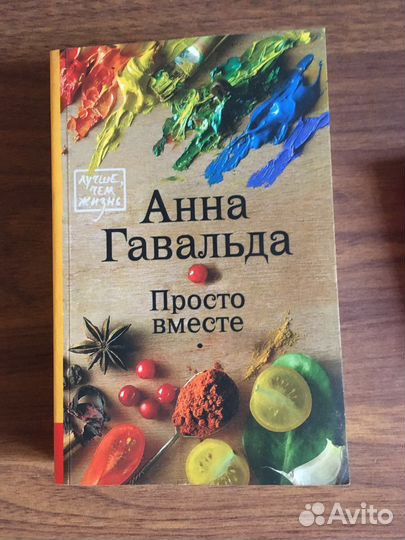 лучше,
чем
жизнь
Анна
Гавальда
Просто
вместе
Avito